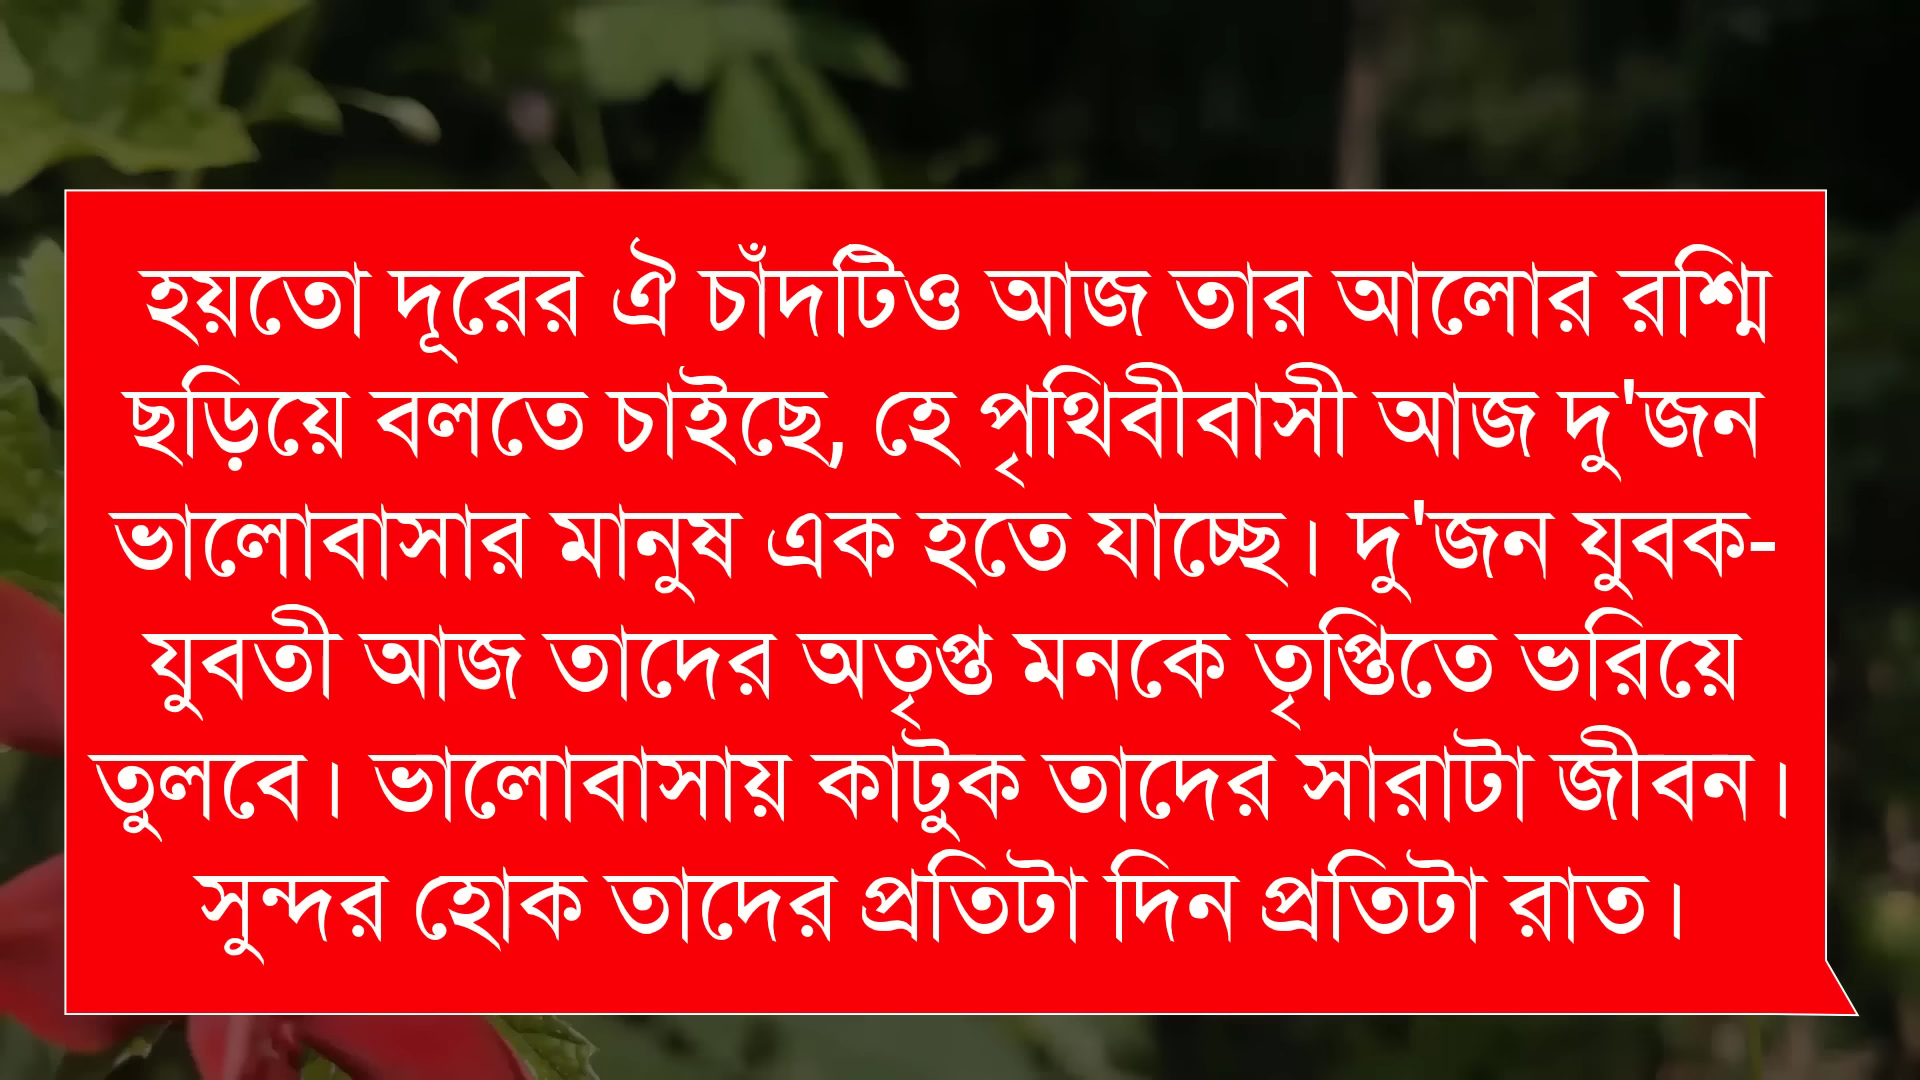 হয়তো দূরের ঐ চাঁদটিও আজ তার আলোর রশ্মি
ছড়িয়ে বলতে চাইছে, হে পৃথিবীবাসী আজ দু'জন
ভালোবাসার মানুষ এক হতে যাচ্ছে। দু'জন যুবক-
যুবতী আজ তাদের অতৃপ্ত মনকে তৃপ্তিতে ভরিয়ে
তুলবে। ভালোবাসায় কাটুক তাদের সারাটা জীবন।
সুন্দর হোক তাদের প্রতিটা দিন প্রতিটা রাত।